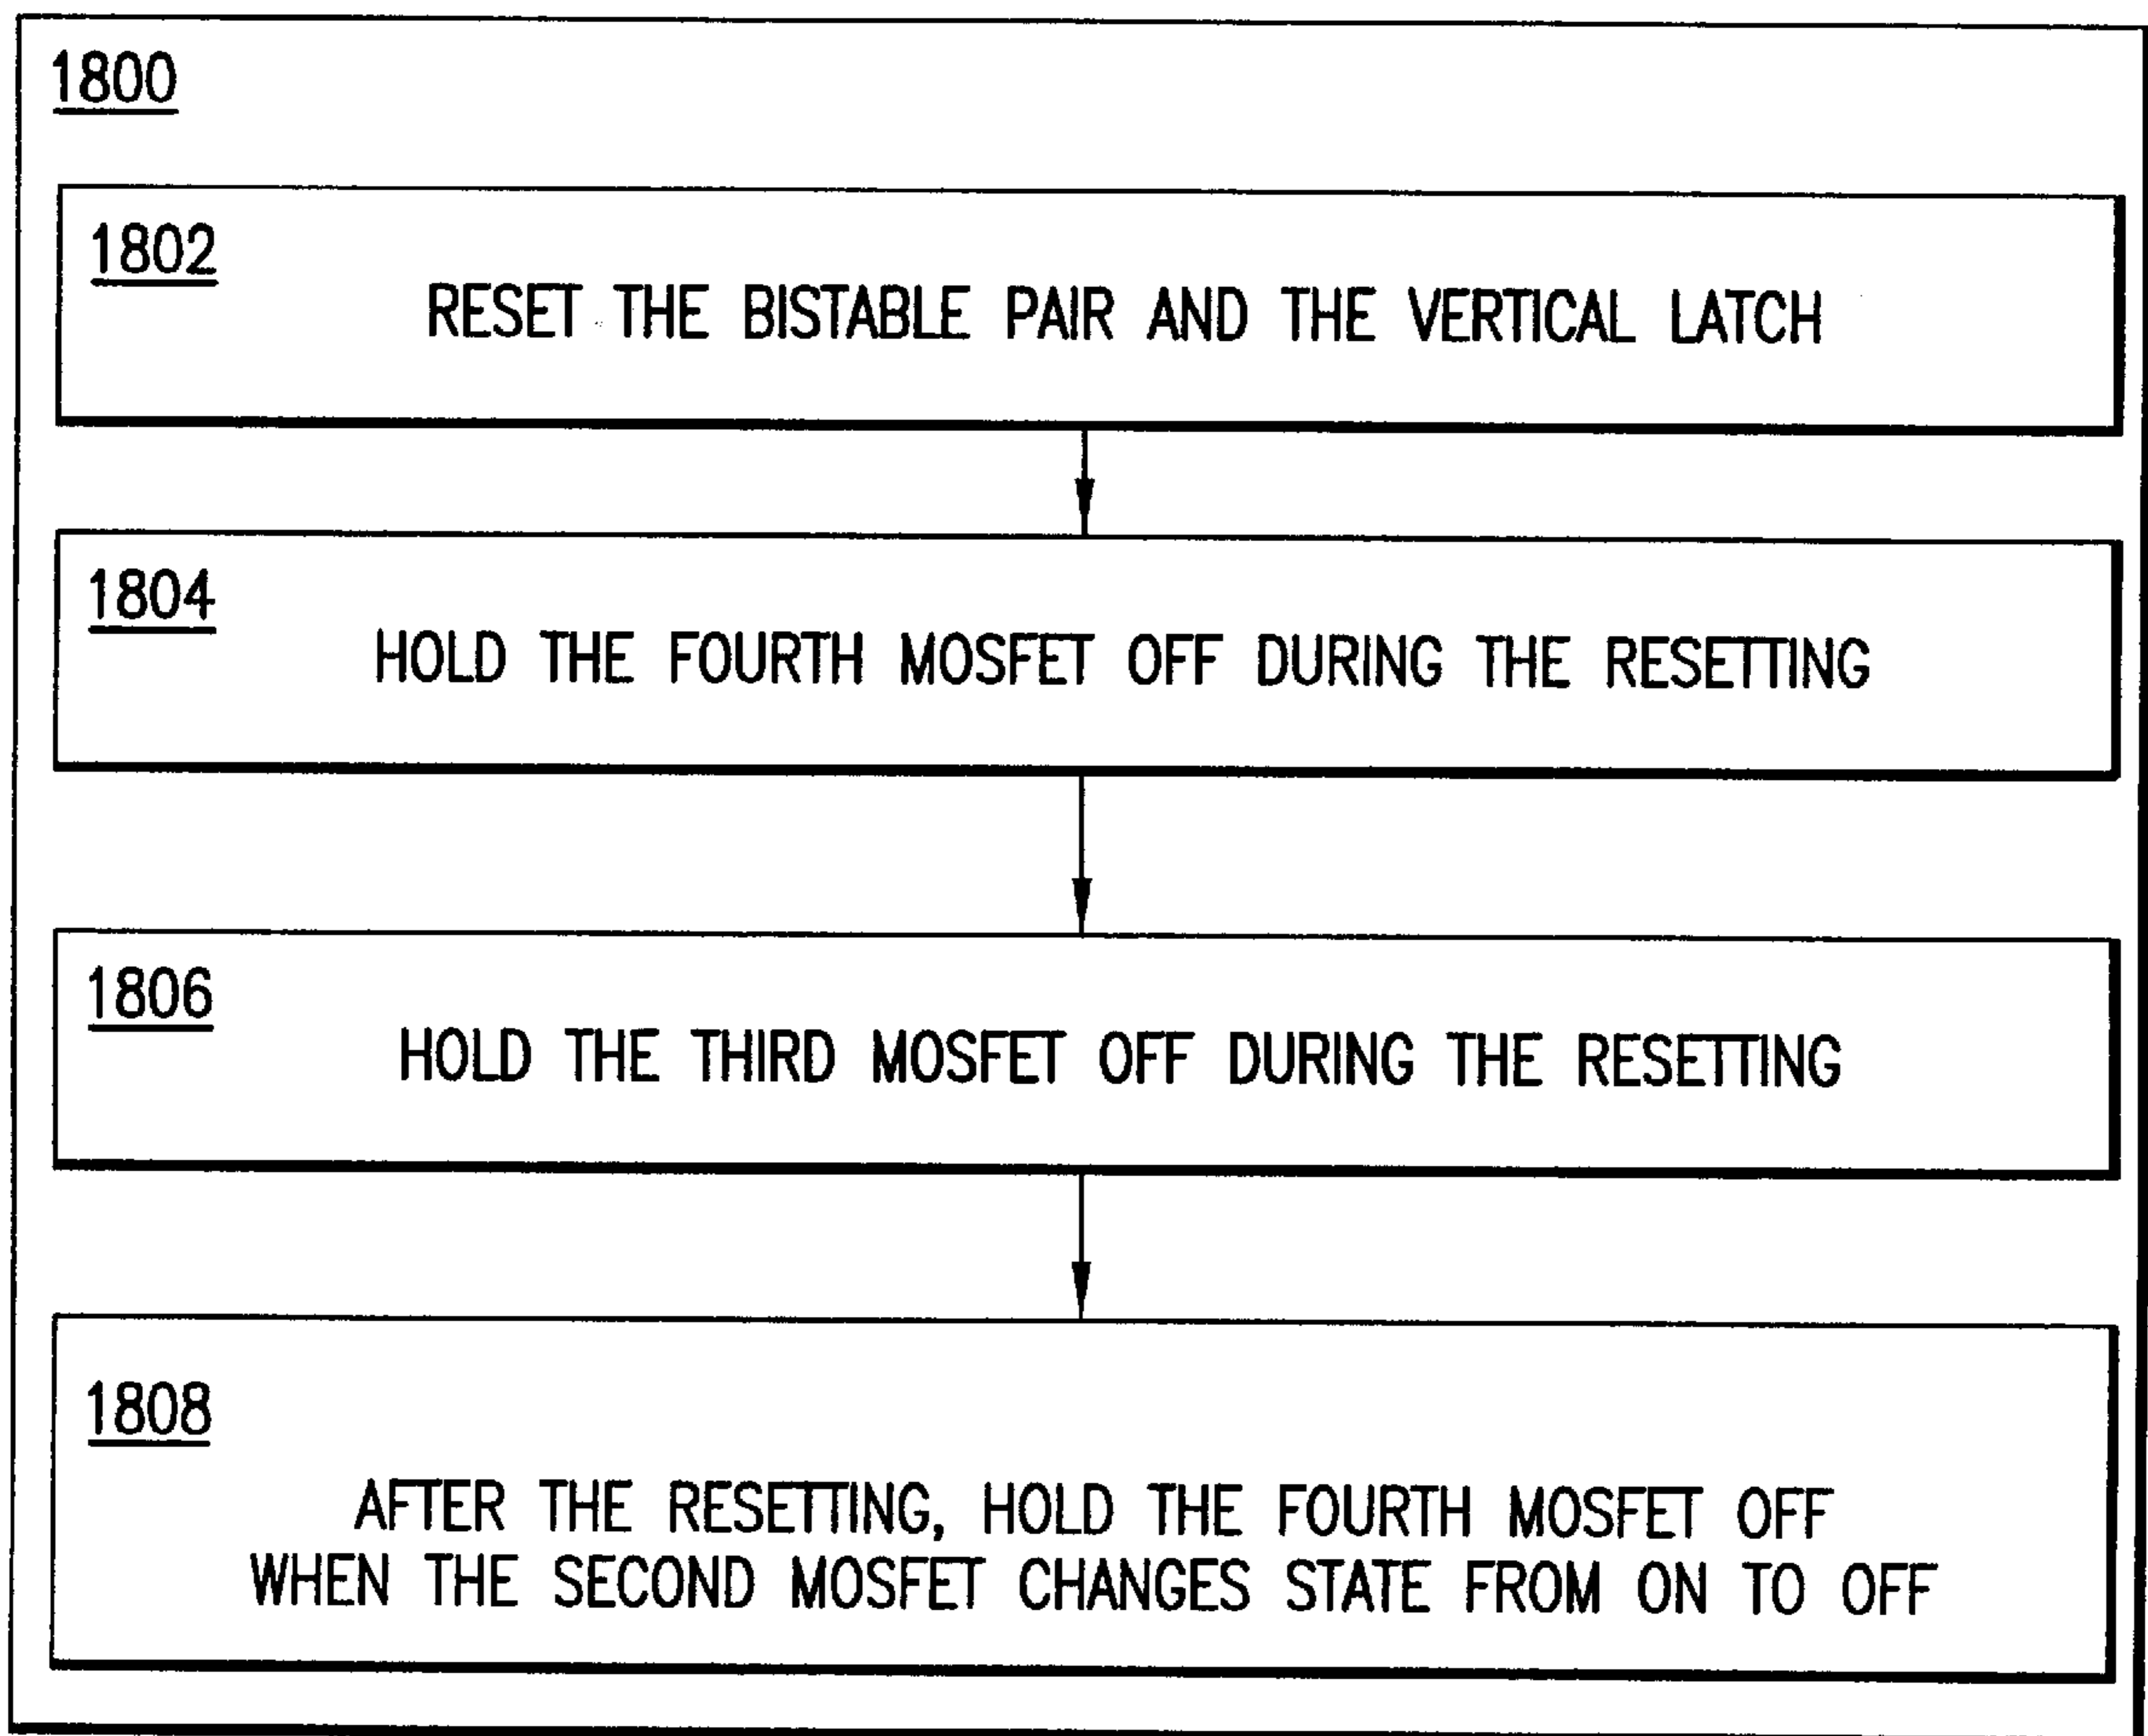 1800
1802
RESET THE BISTABLE PAIR AND THE VERTICAL LATCH
1804
HOLD THE FOURTH MOSFET OFF DURING THE RESETTING
1806
HOLD THE THIRD MOSFET OFF DURING THE RESETTING
1808
AFTER THE RESETTING, HOLD THE FOURTH MOSFET OFF
WHEN THE SECOND MOSFET CHANGES STATE FROM ON TO OFF